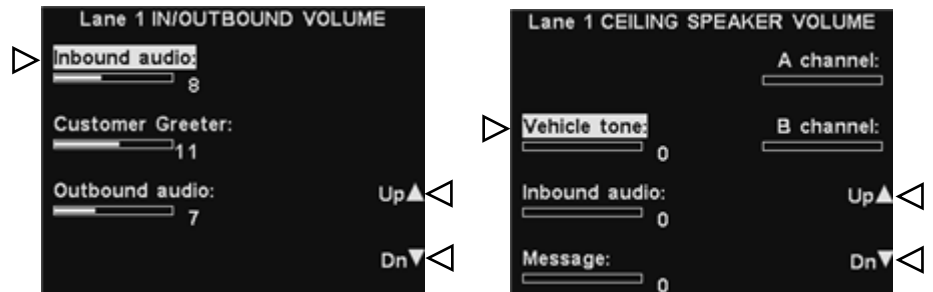 Lane 1 IN/OUTBOUND VOLUME
Inbound audio:
8
Customer Greeter:
11
Outbound audio:
7
Up▲
Dn▼
Lane 1 CEILING SPEAKER VOLUME
A channel:
Vehicle tone:
0
B channel:
Inbound audio:
0
Up▲
Message:
0
Dn▼